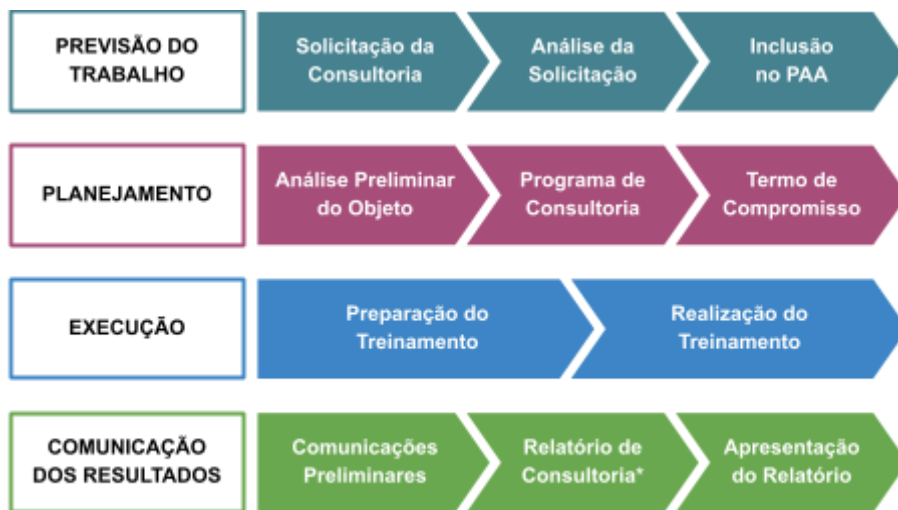 PREVISÃO DO
TRABALHO
Solicitação da
Consultoria
Análise da
Solicitação
Inclusão
no PAA
PLANEJAMENTO
Análise Preliminar
do Objeto
Programa de
Consultoria
Termo de
Compromisso
EXECUÇÃO
Preparação do
Treinamento
Realização do
Treinamento
COMUNICAÇÃO
DOS RESULTADOS
Comunicações
Preliminares
Relatório de
Consultoria*
Apresentação
do Relatório